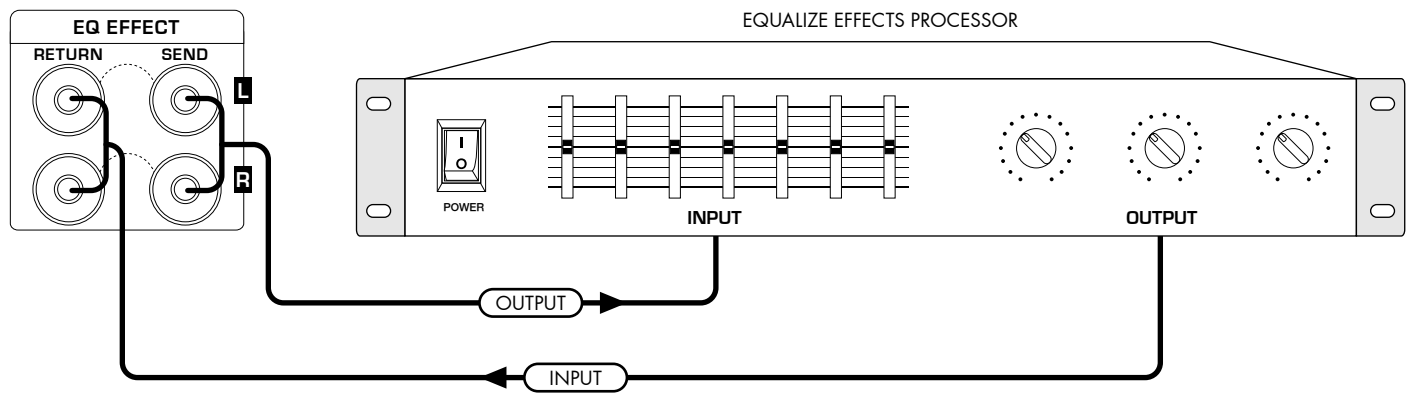 EQUALIZE EFFECTS PROCESSOR
EQ EFFECT
RETURN SEND
L
R
POWER
INPUT
OUTPUT
OUTPUT
INPUT